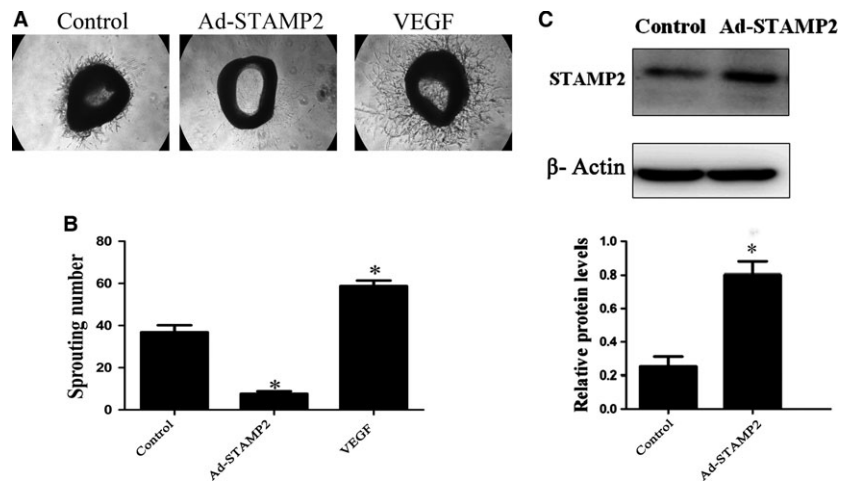 A
Control Ad-STAMP2 VEGF
B
Sprouting number
80
60
40
20
0
*
*
Control
Ad-STAMP2
VEGF
C
Control Ad-STAMP2
STAMP2
β- Actin
Relative protein levels
1.0
0.8
0.6
0.4
0.2
0.0
*
Control
Ad-STAMP2